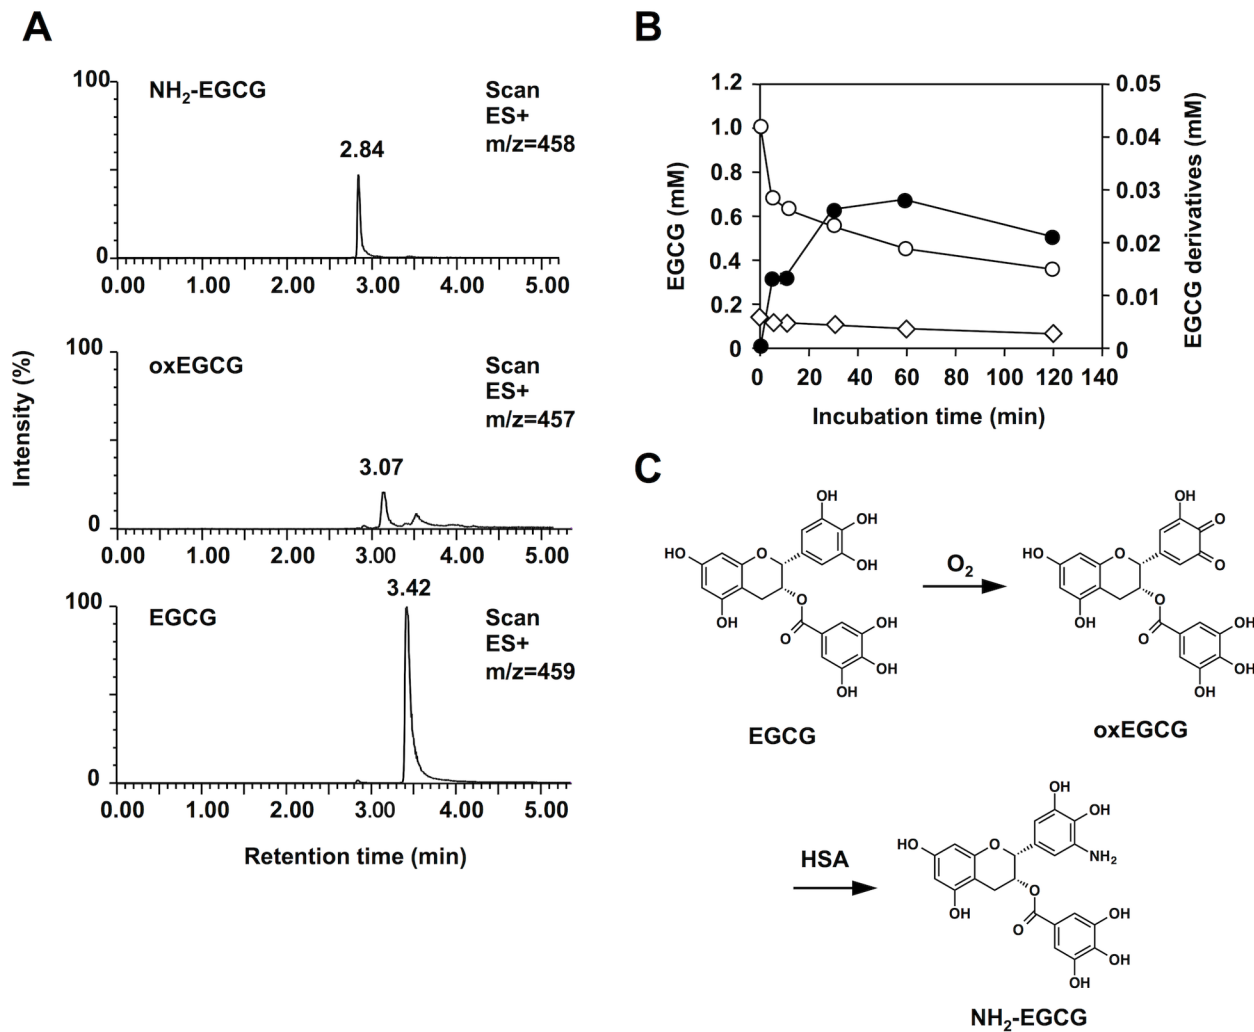 A
100
NH2-EGCG
Scan
ES+
m/z=458
2.84
0
0.00 1.00 2.00 3.00 4.00 5.00
100
oxEGCG
Scan
ES+
m/z=457
3.07
0
0.00 1.00 2.00 3.00 4.00 5.00
3.42
100
EGCG
Scan
ES+
m/z=459
0
0.00 1.00 2.00 3.00 4.00 5.00
Intensity (%)
Retention time (min)
B
1.2
1.0
0.8
0.6
0.4
0.2
0
EGCG (mM)
0.05
0.04
0.03
0.02
0.01
0
EGCG derivatives (mM)
0 20 40 60 80 100 120 140
Incubation time (min)
C
OH
OH
HO O OH
O
OH
O OH
OH
OH
EGCG
O2
OH
O
HO O O
O
OH
O OH
OH
OH
oxEGCG
HSA
OH
OH
HO O NH2
O
OH
O OH
OH
OH
NH2-EGCG